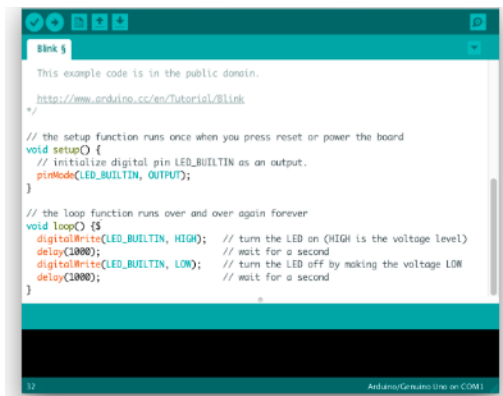 Blink §
This example code is in the public domain.
http://www.arduino.cc/en/Tutorial/Blink
*/
// the setup function runs once when you press reset or power the board
void setup() {
// initialize digital pin LED_BUILTIN as an output.
pinMode(LED_BUILTIN, OUTPUT);
}
// the loop function runs over and over again forever
void loop() {$
digitalWrite(LED_BUILTIN, HIGH); // turn the LED on (HIGH is the voltage level)
delay(1000); // wait for a second
digitalWrite(LED_BUILTIN, LOW); // turn the LED off by making the voltage LOW
delay(1000); // wait for a second
}
32 Arduino/Genuino Uno on COM1